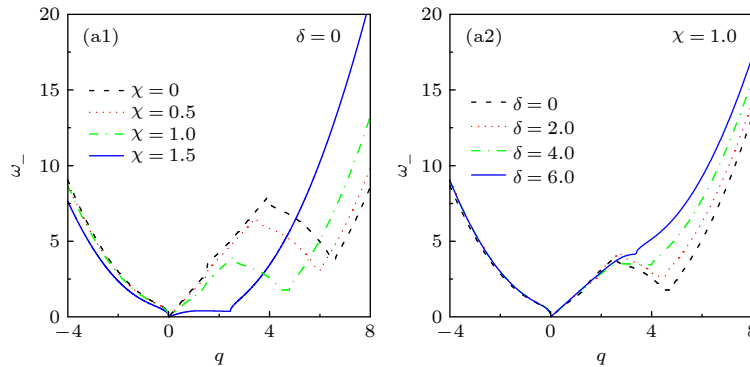 20
15
10
5
0
ω_
(a1)
δ = 0
χ = 0
χ = 0.5
χ = 1.0
χ = 1.5
−4
0
4
8
q
20
15
10
5
0
ω_
(a2)
χ = 1.0
δ = 0
δ = 2.0
δ = 4.0
δ = 6.0
−4
0
4
8
q